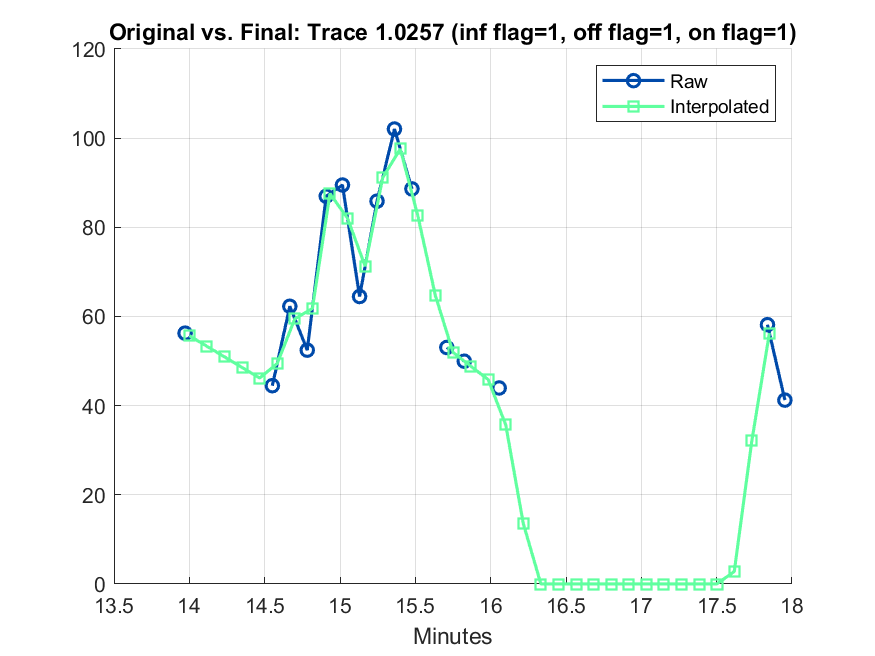 Original vs. Final: Trace 1.0257 (inf flag=1, off flag=1, on flag=1)
120
100
80
60
40
20
0
Raw
Interpolated
13.5 14 14.5 15 15.5 16 16.5 17 17.5 18
Minutes